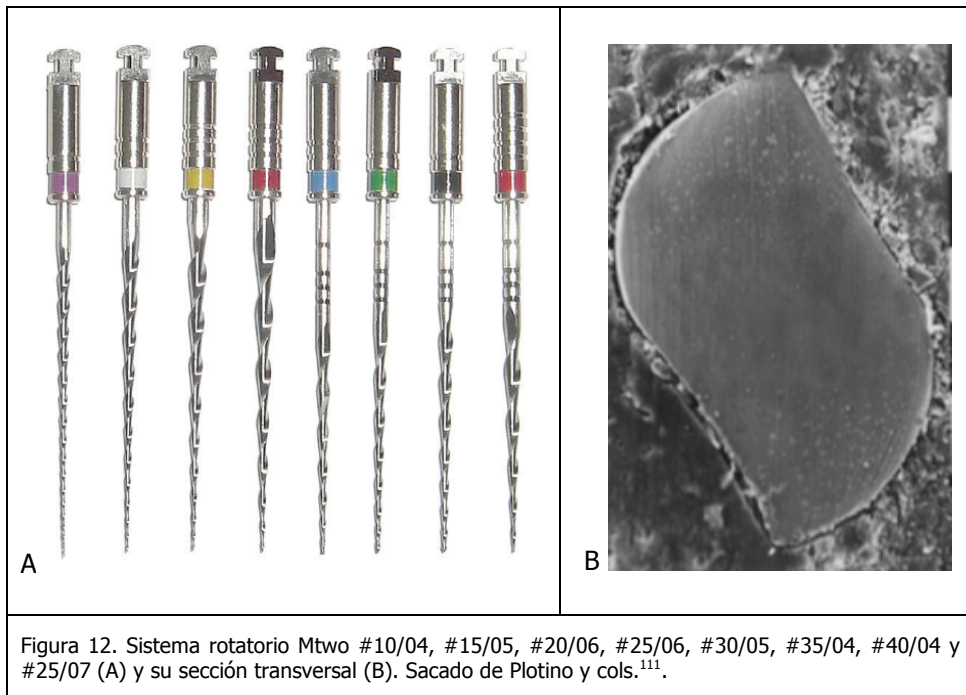 A
B
Figura 12. Sistema rotatorio Mtwo #10/04, #15/05, #20/06, #25/06, #30/05, #35/04, #40/04 y
#25/07 (A) y su sección transversal (B). Sacado de Plotino y cols.¹¹¹.